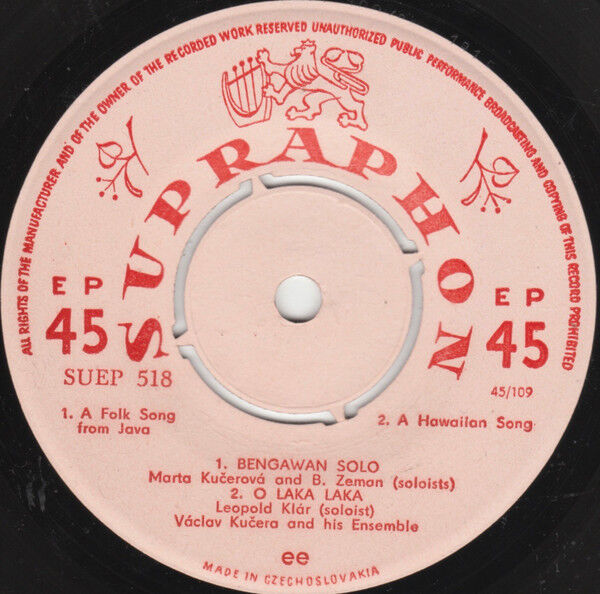 ALL RIGHTS OF THE MANUFACTURER AND OF THE OWNER OF THE RECORDED WORK RESERVED UNAUTHORIZED PUBLIC PERFORMANCE BROADCASTING AND COPYING OF THIS RECORD PROHIBITED
SUPRAPHON
EP
45
SUEP 518
EP
45
45/109
1. A Folk Song
from Java
2. A Hawaiian Song
1. BENGAWAN SOLO
Marta Kučerová and B. Zeman (soloists)
2. O LAKA LAKA
Leopold Klár (soloist)
Václav Kučera and his Ensemble
ee
MADE IN CZECHOSLOVAKIA